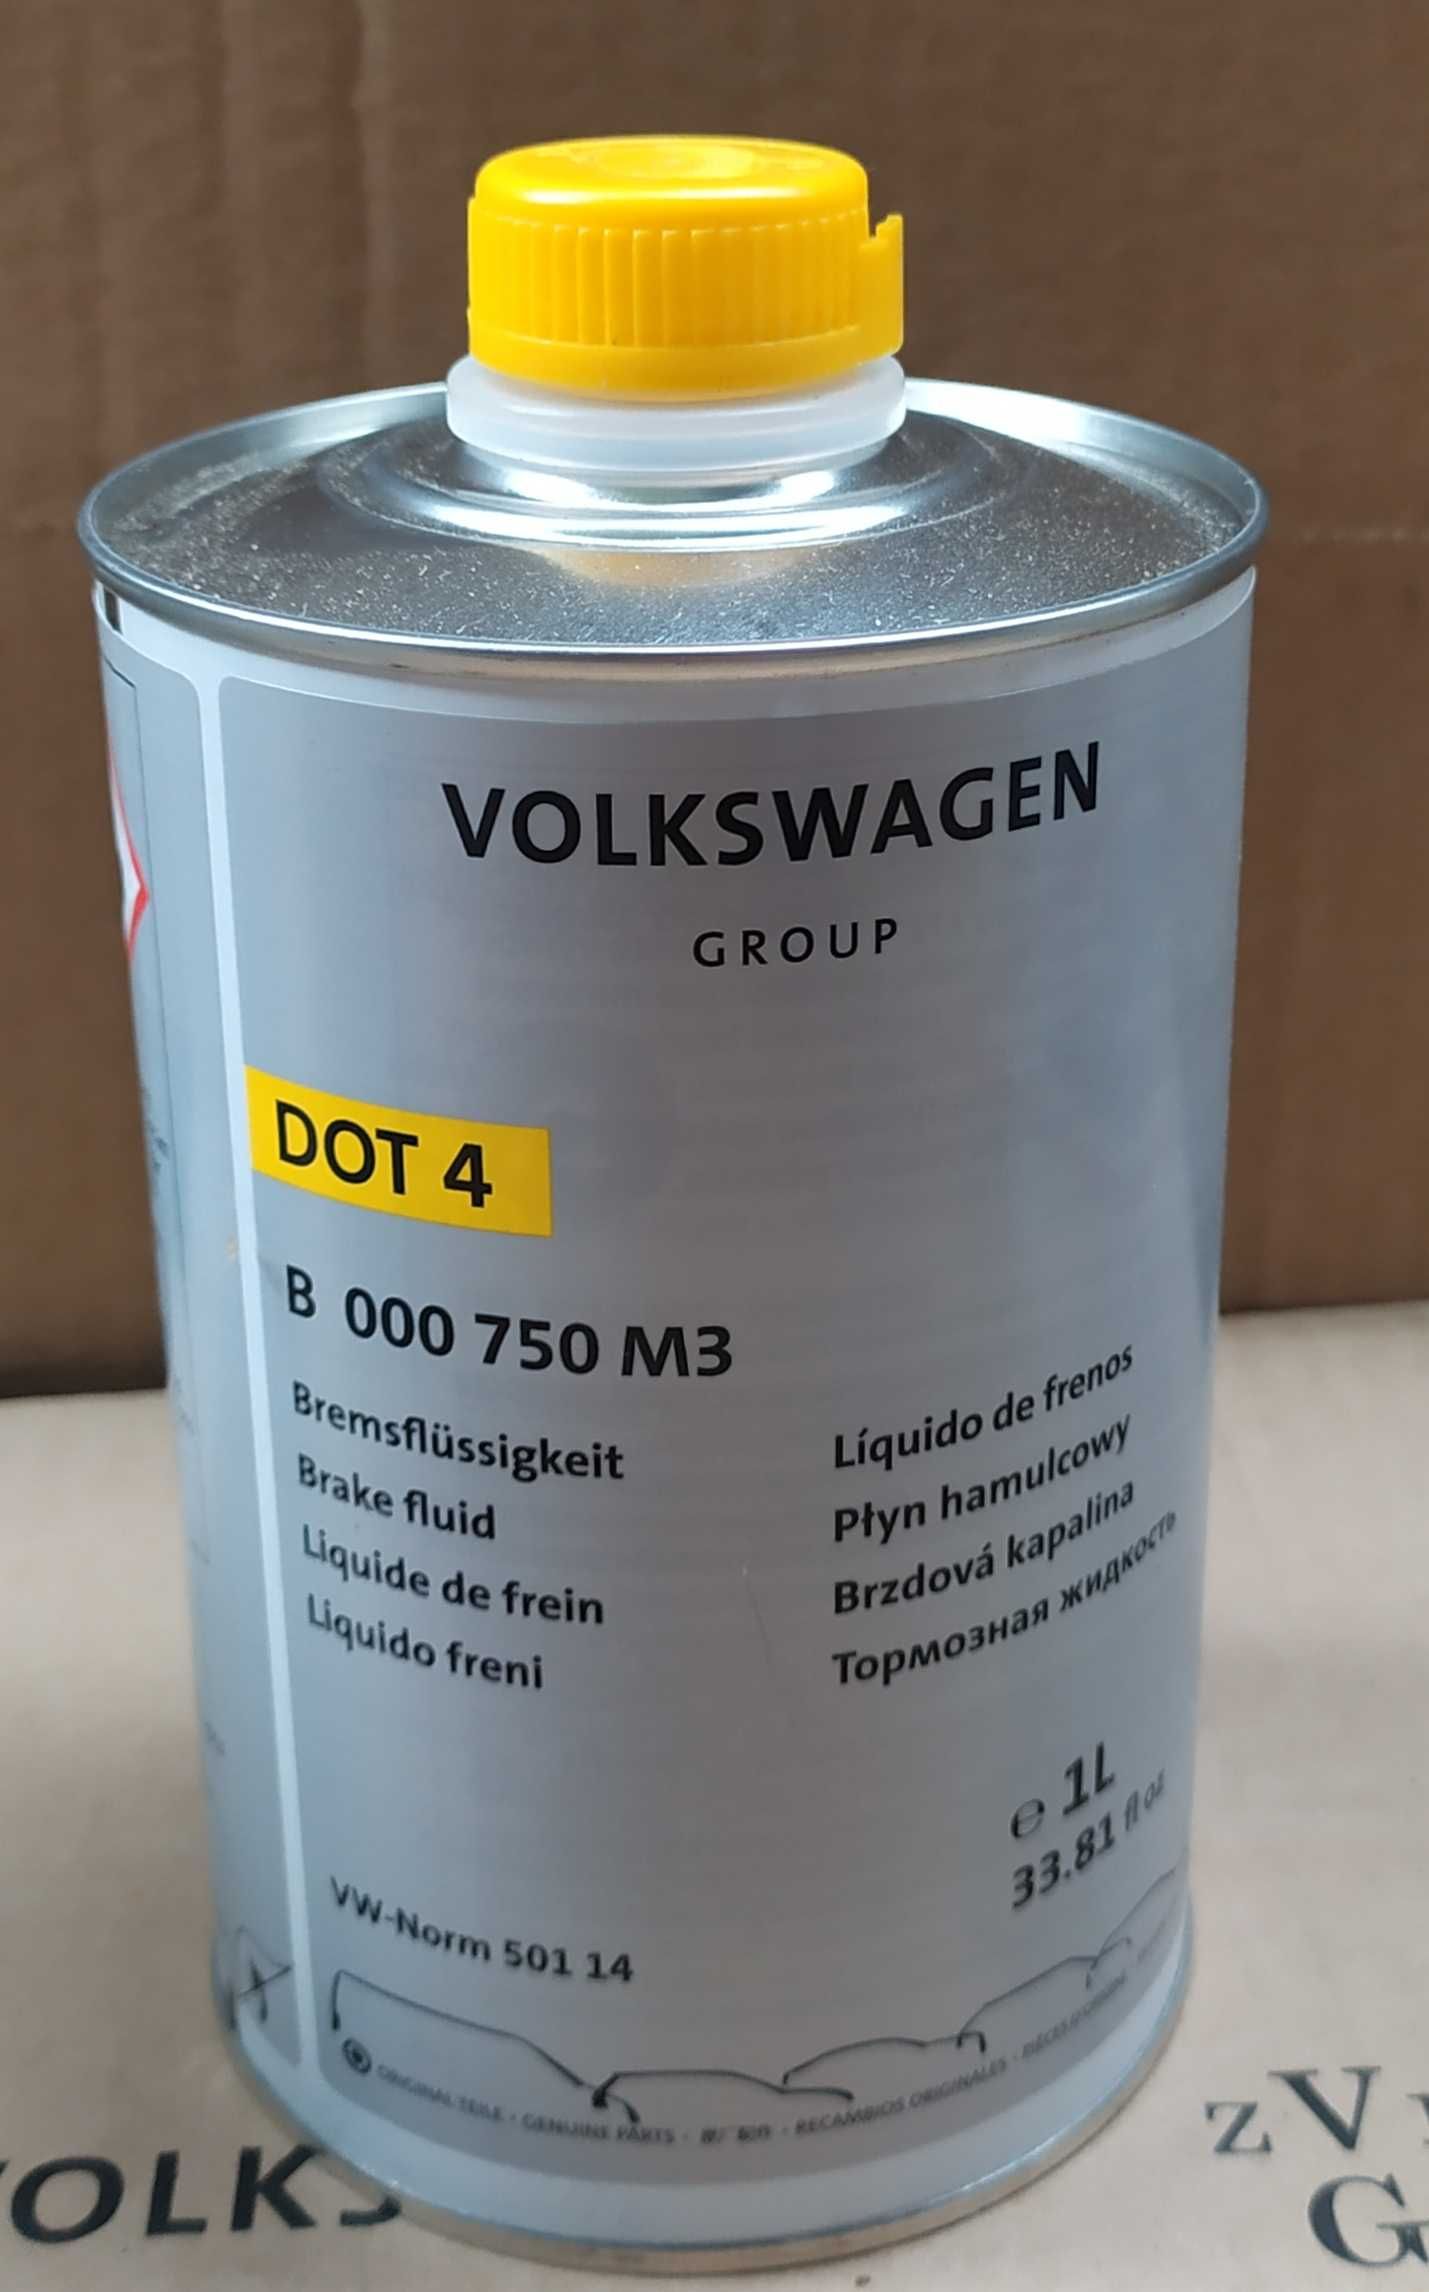 VOLKSWAGEN
GROUP
DOT 4
B 000 750 M3
Bremsflüssigkeit
Brake fluid
Liquide de frein
Liquido freni
Líquido de frenos
Płyn hamulcowy
Brzdová kapalina
Тормозная жидкость
℮ 1L
33.81 fl oz
VW-Norm 501 14
ORIGINAL TEILE · GENUINE PARTS · RECAMBIOS ORIGINALES ·